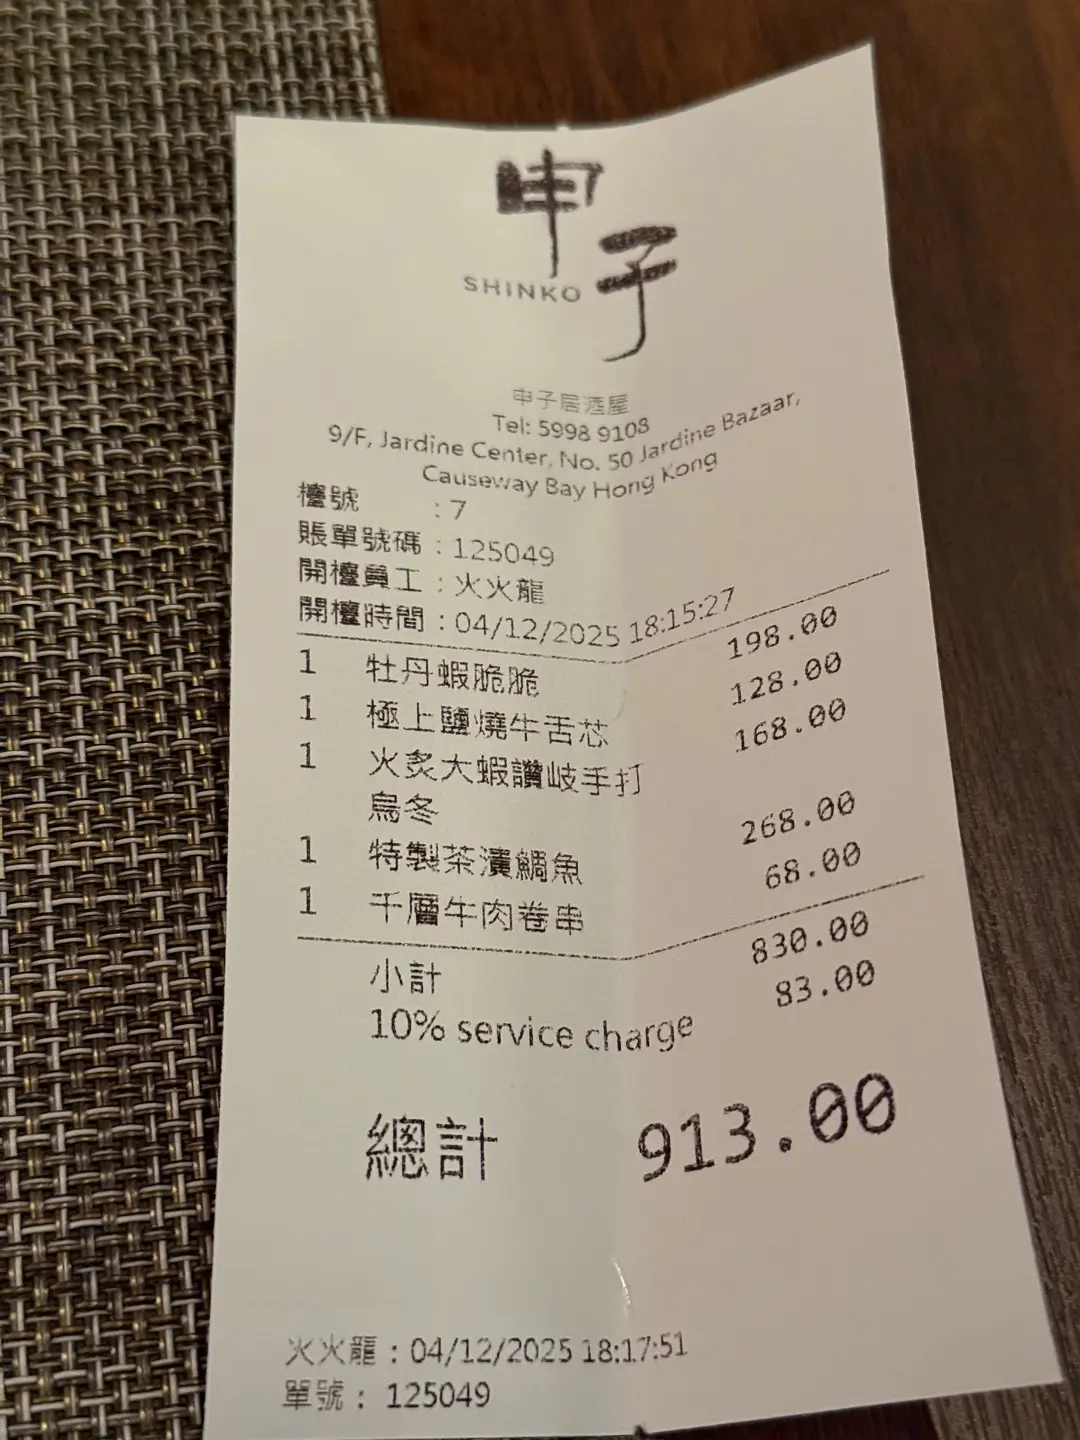 申子
SHINKO
申子居酒屋
Tel: 5998 9108
9/F, Jardine Center, No. 50 Jardine Bazaar,
Causeway Bay Hong Kong
檯號 : 7
賬單號碼 : 125049
開檯員工 : 火火龍
開檯時間 : 04/12/2025 18:15:27
1 牡丹蝦脆脆 198.00
1 極上鹽燒牛舌芯 128.00
1 火炙大蝦讚岐手打 168.00
烏冬
1 特製茶漬鯛魚 268.00
1 千層牛肉卷串 68.00
小計 830.00
10% service charge 83.00
總計 913.00
火火龍 : 04/12/2025 18:17:51
單號 : 125049